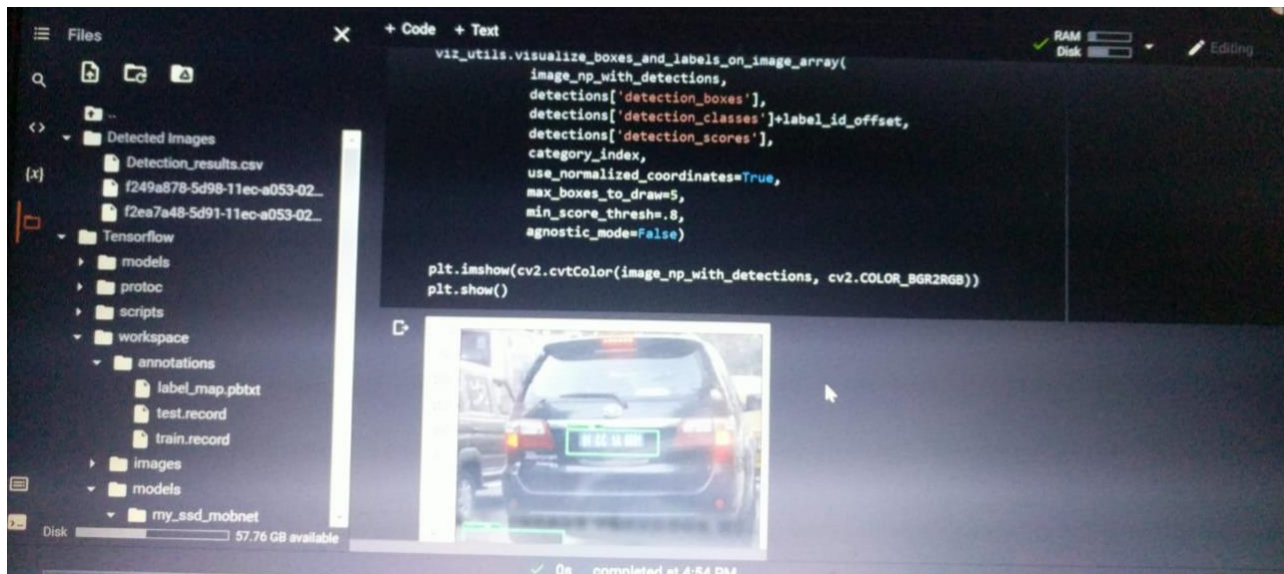 Files
+ Code + Text
RAM
Disk
Editing
..
Detected Images
Detection_results.csv
f249a878-5d98-11ec-a053-02...
f2ea7a48-5d91-11ec-a053-02...
Tensorflow
models
protoc
scripts
workspace
annotations
label_map.pbtxt
test.record
train.record
images
models
my_ssd_mobnet
Disk
57.76 GB available
viz_utils.visualize_boxes_and_labels_on_image_array(
image_np_with_detections,
detections['detection_boxes'],
detections['detection_classes']+label_id_offset,
detections['detection_scores'],
category_index,
use_normalized_coordinates=True,
max_boxes_to_draw=5,
min_score_thresh=.8,
agnostic_mode=False)
plt.imshow(cv2.cvtColor(image_np_with_detections, cv2.COLOR_BGR2RGB))
plt.show()
0s completed at 4:54 PM